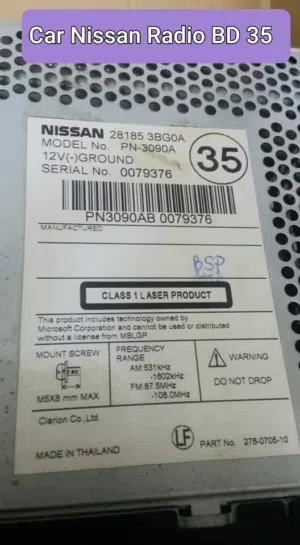 Car Nissan Radio BD 35
NISSAN 28185 3BG0A
MODEL No. PN-3090A
12V(-)GROUND
SERIAL No. 0079376
35
PN3090AB 0079376
MANUFACTURED
BSP
CLASS 1 LASER PRODUCT
This product includes technology owned by
Microsoft Corporation and cannot be used or distributed
without a license from MSLGP
MOUNT SCREW
M5X8 mm MAX
FREQUENCY
RANGE
AM:531kHz
-1602kHz
FM:87.5MHz
-108.0MHz
WARNING
DO NOT DROP
Clarion Co.,Ltd
MADE IN THAILAND
LF
PART No. 276-0705-10